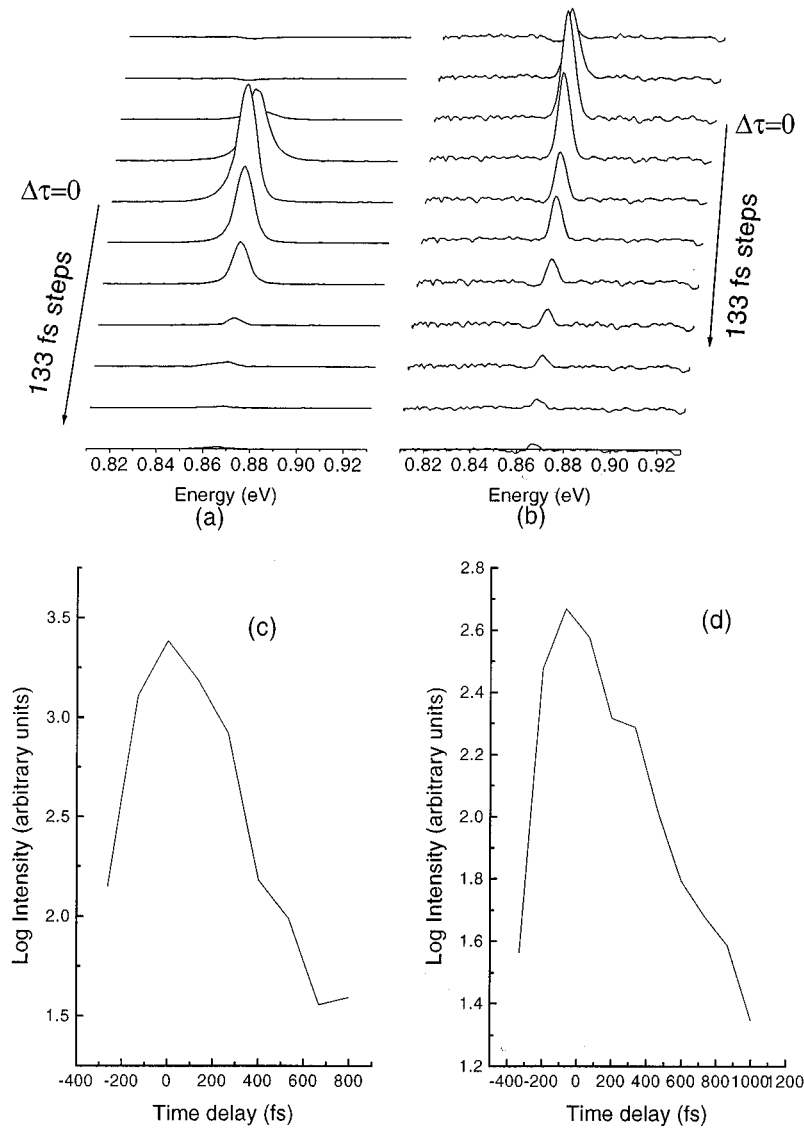 Δτ=0
133 fs steps
0.82 0.84 0.86 0.88 0.90 0.92
Energy (eV)
(a)
Δτ=0
133 fs steps
0.82 0.84 0.86 0.88 0.90 0.92
Energy (eV)
(b)
(c)
3.5
3.0
2.5
2.0
1.5
Log Intensity (arbitrary units)
-400 -200 0 200 400 600 800
Time delay (fs)
(d)
2.8
2.6
2.4
2.2
2.0
1.8
1.6
1.4
1.2
Log Intensity (arbitrary units)
-400-200 0 200 400 600 80010001200
Time delay (fs)